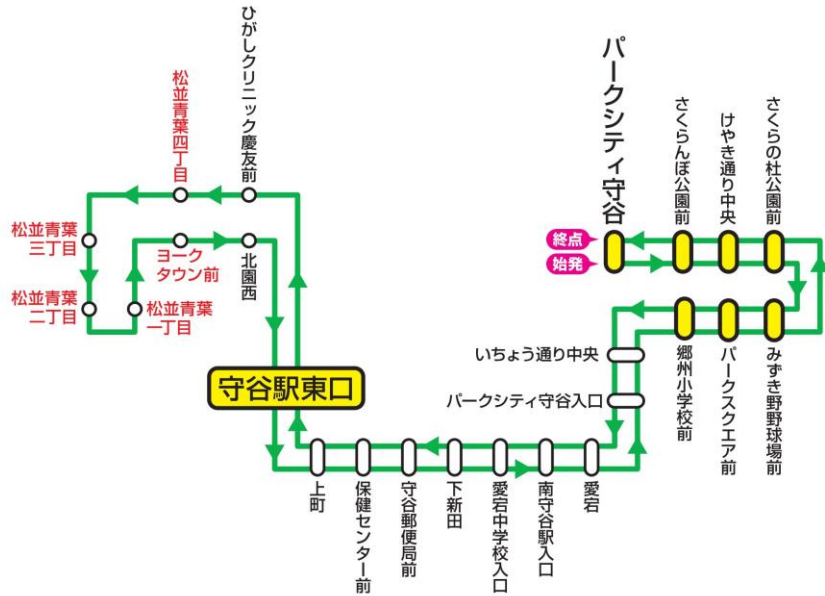 ひがしクリニック慶友前
松並青葉四丁目
松並青葉
三丁目
松並青葉
二丁目
松並青葉
一丁目
ヨーク
タウン前
北園西
守谷駅東口
パークシティ守谷
さくらんぼ公園前
けやき通り中央
さくらの杜公園前
終点
始発
いちょう通り中央
パークシティ守谷入口
郷州小学校前
パークスクエア前
みずき野野球場前
上町
保健センター前
守谷郵便局前
下新田
愛宕中学校入口
南守谷駅入口
愛宕